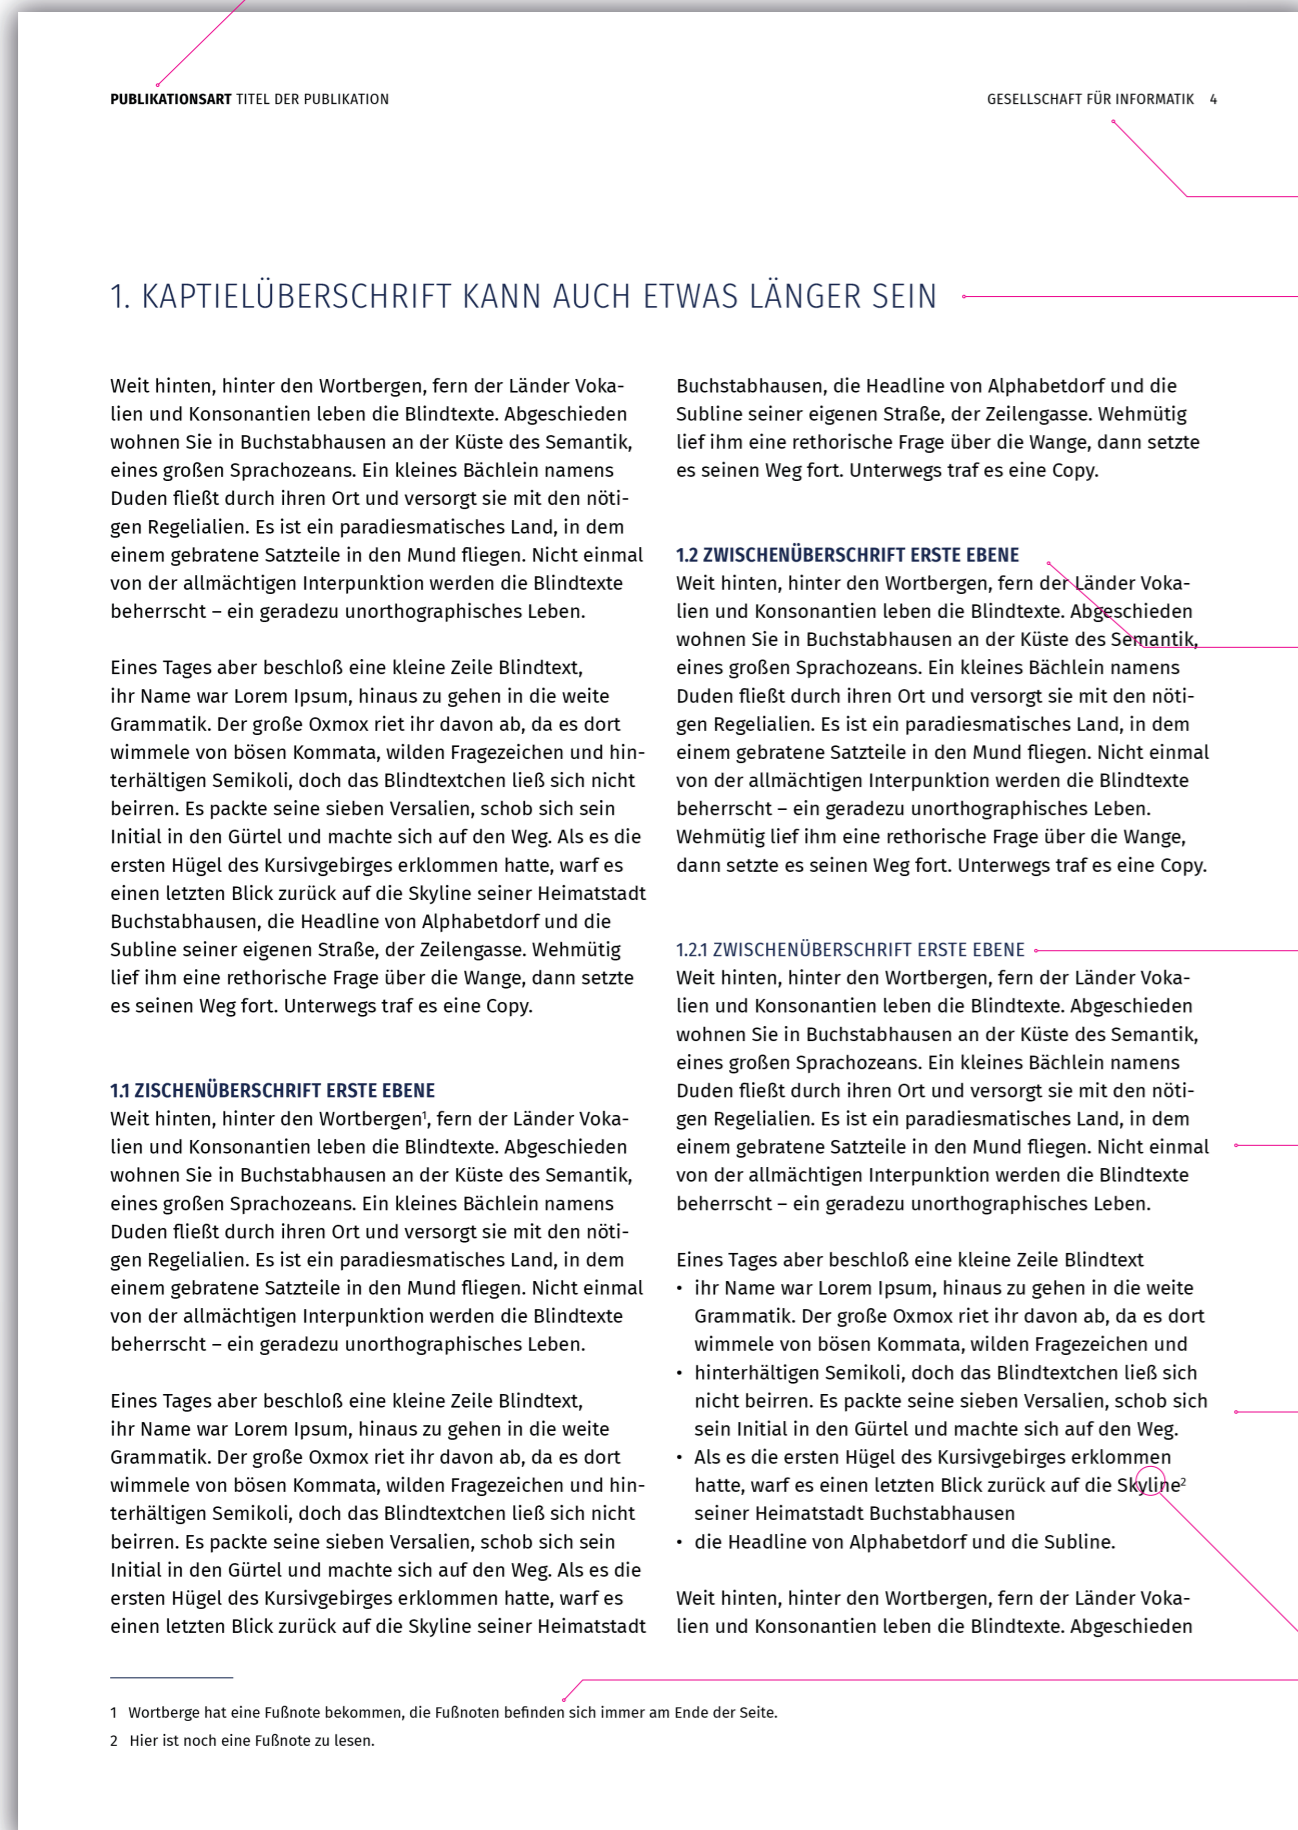 PUBLIKATIONSART TITEL DER PUBLIKATION
GESELLSCHAFT FÜR INFORMATIK 4
1. KAPTIELÜBERSCHRIFT KANN AUCH ETWAS LÄNGER SEIN
Weit hinten, hinter den Wortbergen, fern der Länder Voka-
lien und Konsonantien leben die Blindtexte. Abgeschieden
wohnen Sie in Buchstabhausen an der Küste des Semantik,
eines großen Sprachozeans. Ein kleines Bächlein namens
Duden fließt durch ihren Ort und versorgt sie mit den nöti-
gen Regelialien. Es ist ein paradiesmatisches Land, in dem
einem gebratene Satzteile in den Mund fliegen. Nicht einmal
von der allmächtigen Interpunktion werden die Blindtexte
beherrscht – ein geradezu unorthographisches Leben.
Eines Tages aber beschloß eine kleine Zeile Blindtext,
ihr Name war Lorem Ipsum, hinaus zu gehen in die weite
Grammatik. Der große Oxmox riet ihr davon ab, da es dort
wimmele von bösen Kommata, wilden Fragezeichen und hin-
terhältigen Semikoli, doch das Blindtextchen ließ sich nicht
beirren. Es packte seine sieben Versalien, schob sich sein
Initial in den Gürtel und machte sich auf den Weg. Als es die
ersten Hügel des Kursivgebirges erklommen hatte, warf es
einen letzten Blick zurück auf die Skyline seiner Heimatstadt
Buchstabhausen, die Headline von Alphabetdorf und die
Subline seiner eigenen Straße, der Zeilengasse. Wehmütig
lief ihm eine rethorische Frage über die Wange, dann setzte
es seinen Weg fort. Unterwegs traf es eine Copy.
1.1 ZISCHENÜBERSCHRIFT ERSTE EBENE
Weit hinten, hinter den Wortbergen¹, fern der Länder Voka-
lien und Konsonantien leben die Blindtexte. Abgeschieden
wohnen Sie in Buchstabhausen an der Küste des Semantik,
eines großen Sprachozeans. Ein kleines Bächlein namens
Duden fließt durch ihren Ort und versorgt sie mit den nöti-
gen Regelialien. Es ist ein paradiesmatisches Land, in dem
einem gebratene Satzteile in den Mund fliegen. Nicht einmal
von der allmächtigen Interpunktion werden die Blindtexte
beherrscht – ein geradezu unorthographisches Leben.
Eines Tages aber beschloß eine kleine Zeile Blindtext,
ihr Name war Lorem Ipsum, hinaus zu gehen in die weite
Grammatik. Der große Oxmox riet ihr davon ab, da es dort
wimmele von bösen Kommata, wilden Fragezeichen und hin-
terhältigen Semikoli, doch das Blindtextchen ließ sich nicht
beirren. Es packte seine sieben Versalien, schob sich sein
Initial in den Gürtel und machte sich auf den Weg. Als es die
ersten Hügel des Kursivgebirges erklommen hatte, warf es
einen letzten Blick zurück auf die Skyline seiner Heimatstadt
Buchstabhausen, die Headline von Alphabetdorf und die
Subline seiner eigenen Straße, der Zeilengasse. Wehmütig
lief ihm eine rethorische Frage über die Wange, dann setzte
es seinen Weg fort. Unterwegs traf es eine Copy.
1.2 ZWISCHENÜBERSCHRIFT ERSTE EBENE
Weit hinten, hinter den Wortbergen, fern der Länder Voka-
lien und Konsonantien leben die Blindtexte. Abgeschieden
wohnen Sie in Buchstabhausen an der Küste des Semantik,
eines großen Sprachozeans. Ein kleines Bächlein namens
Duden fließt durch ihren Ort und versorgt sie mit den nöti-
gen Regelialien. Es ist ein paradiesmatisches Land, in dem
einem gebratene Satzteile in den Mund fliegen. Nicht einmal
von der allmächtigen Interpunktion werden die Blindtexte
beherrscht – ein geradezu unorthographisches Leben.
Wehmütig lief ihm eine rethorische Frage über die Wange,
dann setzte es seinen Weg fort. Unterwegs traf es eine Copy.
1.2.1 ZWISCHENÜBERSCHRIFT ERSTE EBENE
Weit hinten, hinter den Wortbergen, fern der Länder Voka-
lien und Konsonantien leben die Blindtexte. Abgeschieden
wohnen Sie in Buchstabhausen an der Küste des Semantik,
eines großen Sprachozeans. Ein kleines Bächlein namens
Duden fließt durch ihren Ort und versorgt sie mit den nöti-
gen Regelialien. Es ist ein paradiesmatisches Land, in dem
einem gebratene Satzteile in den Mund fliegen. Nicht einmal
von der allmächtigen Interpunktion werden die Blindtexte
beherrscht – ein geradezu unorthographisches Leben.
Eines Tages aber beschloß eine kleine Zeile Blindtext
• ihr Name war Lorem Ipsum, hinaus zu gehen in die weite
Grammatik. Der große Oxmox riet ihr davon ab, da es dort
wimmele von bösen Kommata, wilden Fragezeichen und
• hinterhältigen Semikoli, doch das Blindtextchen ließ sich
nicht beirren. Es packte seine sieben Versalien, schob sich
sein Initial in den Gürtel und machte sich auf den Weg.
• Als es die ersten Hügel des Kursivgebirges erklommen
hatte, warf es einen letzten Blick zurück auf die Skyline²
seiner Heimatstadt Buchstabhausen
• die Headline von Alphabetdorf und die Subline.
Weit hinten, hinter den Wortbergen, fern der Länder Voka-
lien und Konsonantien leben die Blindtexte. Abgeschieden
1 Wortberge hat eine Fußnote bekommen, die Fußnoten befinden sich immer am Ende der Seite.
2 Hier ist noch eine Fußnote zu lesen.